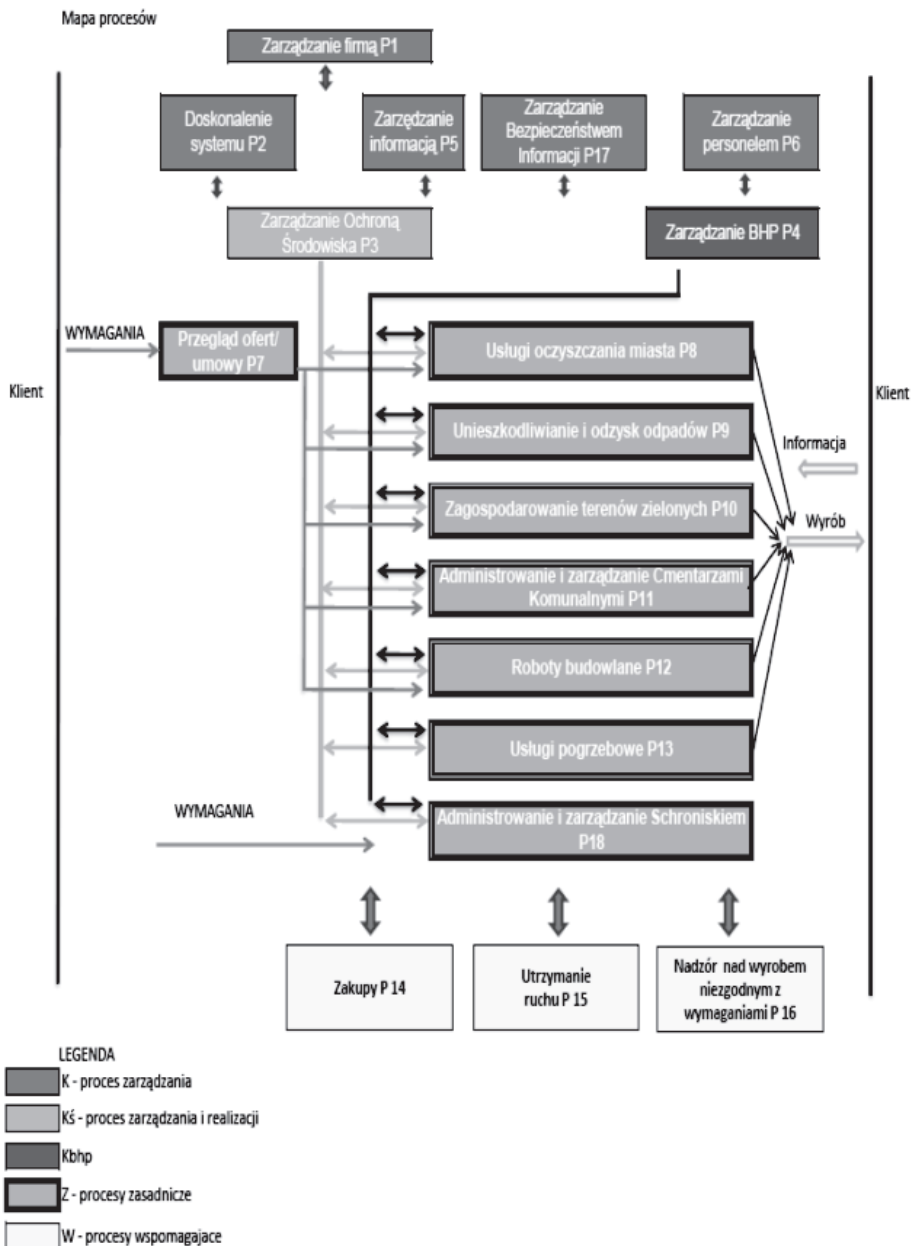 Mapa procesów
Zarządzanie firmą P1
Doskonalenie
systemu P2
Zarzędzanie
informacją P5
Zarządzanie
Bezpieczeństwem
Informacji P17
Zarządzanie
personelem P6
Zarządzanie Ochroną
Środowiska P3
Zarządzanie BHP P4
WYMAGANIA
Przegląd ofert/
umowy P7
Usługi oczyszczania miasta P8
Klient
Klient
Unieszkodliwianie i odzysk odpadów P9
Informacja
Zagospodarowanie terenów zielonych P10
Wyrób
Administrowanie i zarządzanie Cmentarzami
Komunalnymi P11
Roboty budowlane P12
Usługi pogrzebowe P13
WYMAGANIA
Administrowanie i zarządzanie Schroniskiem
P18
Zakupy P 14
Utrzymanie
ruchu P 15
Nadzór nad wyrobem
niezgodnym z
wymaganiami P 16
LEGENDA
K - proces zarządzania
Kś - proces zarządzania i realizacji
Kbhp
Z - procesy zasadnicze
W - procesy wspomagajace